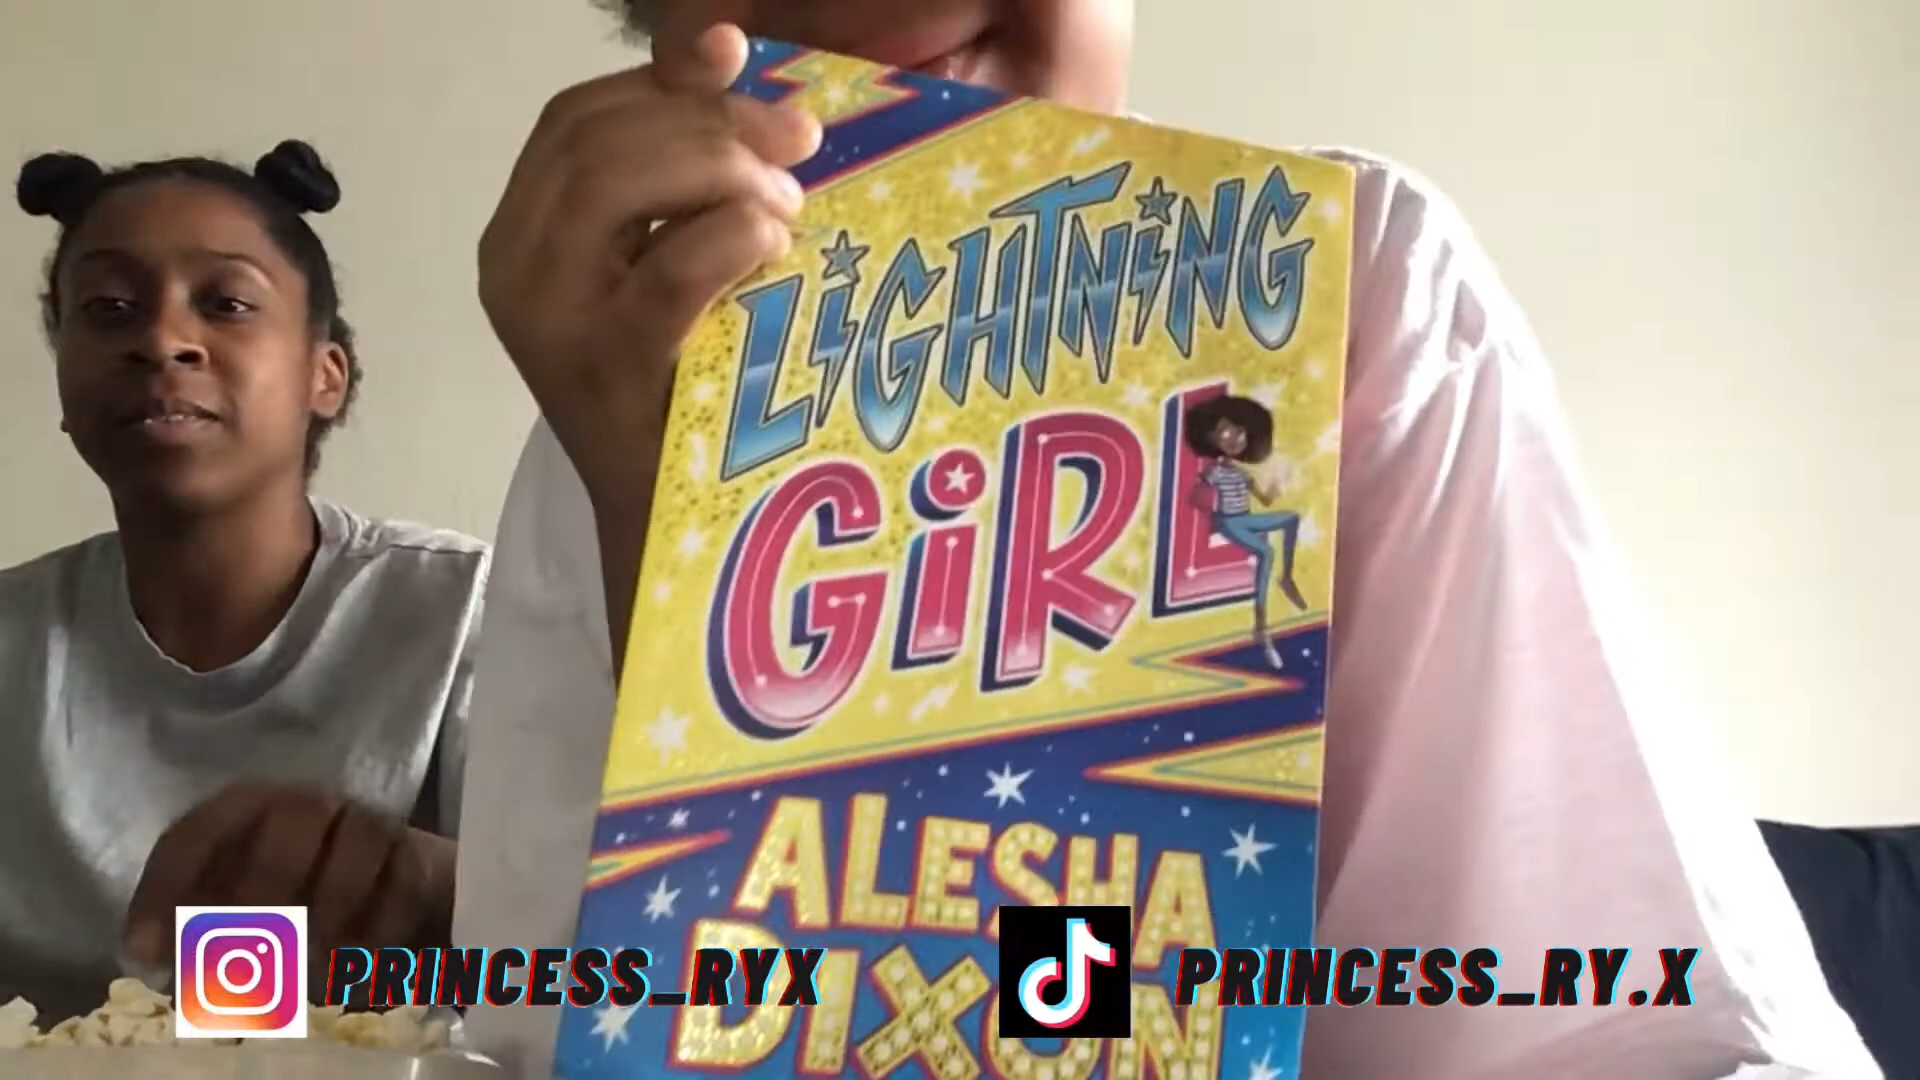 LIGHTNING
GIRL
ALESHA
DIXON
PRINCESS_RYX
PRINCESS_RY.X